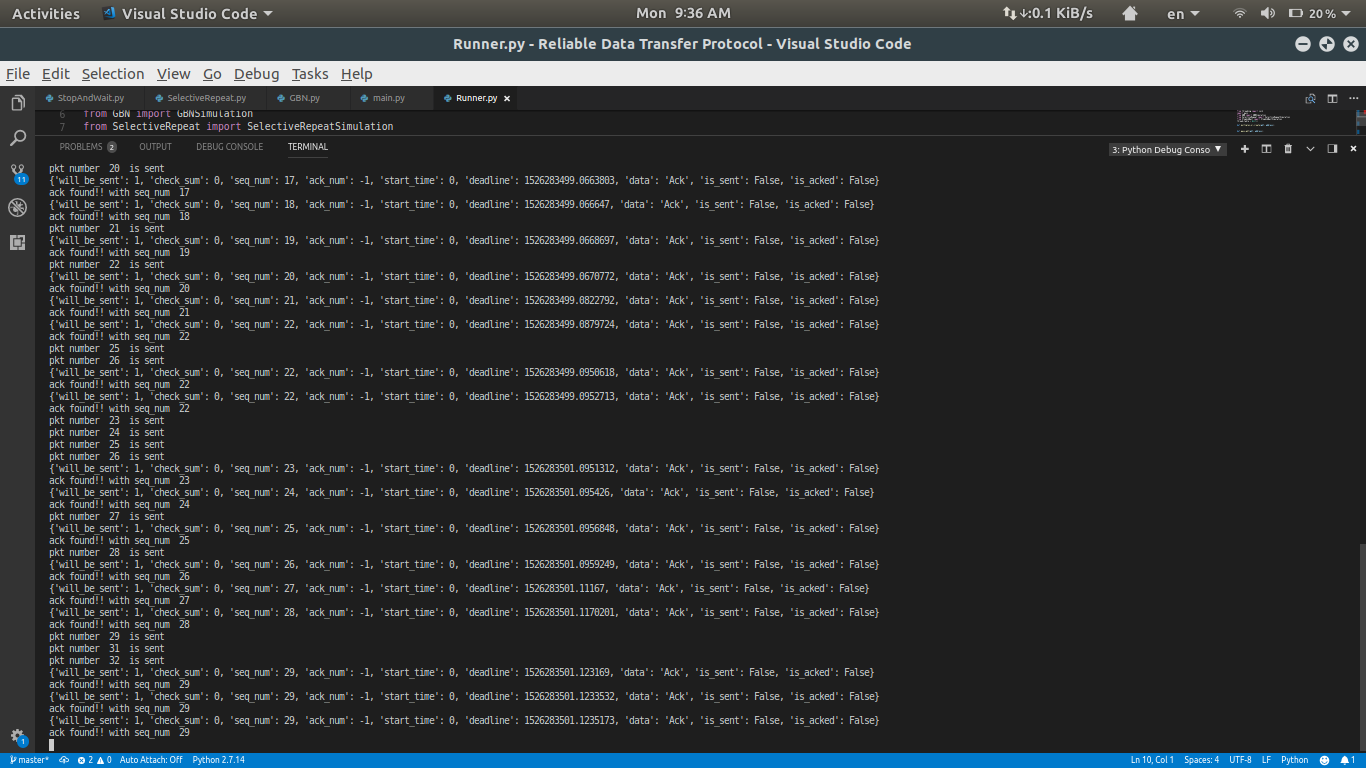 Activities Visual Studio Code Mon 9:36 AM :0.1 KiB/s en 20%
Runner.py - Reliable Data Transfer Protocol - Visual Studio Code
File Edit Selection View Go Debug Tasks Help
StopAndWait.py SelectiveRepeat.py GBN.py main.py Runner.py
6 from GBN import GBNSimulation
7 from SelectiveRepeat import SelectiveRepeatSimulation
PROBLEMS 2 OUTPUT DEBUG CONSOLE TERMINAL 3: Python Debug Conso
pkt number 20 is sent
{'will_be_sent': 1, 'check_sum': 0, 'seq_num': 17, 'ack_num': -1, 'start_time': 0, 'deadline': 1526283499.0663803, 'data': 'Ack', 'is_sent': False, 'is_acked': False}
ack found!! with seq_num 17
{'will_be_sent': 1, 'check_sum': 0, 'seq_num': 18, 'ack_num': -1, 'start_time': 0, 'deadline': 1526283499.066647, 'data': 'Ack', 'is_sent': False, 'is_acked': False}
ack found!! with seq_num 18
pkt number 21 is sent
{'will_be_sent': 1, 'check_sum': 0, 'seq_num': 19, 'ack_num': -1, 'start_time': 0, 'deadline': 1526283499.0668697, 'data': 'Ack', 'is_sent': False, 'is_acked': False}
ack found!! with seq_num 19
pkt number 22 is sent
{'will_be_sent': 1, 'check_sum': 0, 'seq_num': 20, 'ack_num': -1, 'start_time': 0, 'deadline': 1526283499.0670772, 'data': 'Ack', 'is_sent': False, 'is_acked': False}
ack found!! with seq_num 20
{'will_be_sent': 1, 'check_sum': 0, 'seq_num': 21, 'ack_num': -1, 'start_time': 0, 'deadline': 1526283499.0822792, 'data': 'Ack', 'is_sent': False, 'is_acked': False}
ack found!! with seq_num 21
{'will_be_sent': 1, 'check_sum': 0, 'seq_num': 22, 'ack_num': -1, 'start_time': 0, 'deadline': 1526283499.0879724, 'data': 'Ack', 'is_sent': False, 'is_acked': False}
ack found!! with seq_num 22
pkt number 25 is sent
pkt number 26 is sent
{'will_be_sent': 1, 'check_sum': 0, 'seq_num': 22, 'ack_num': -1, 'start_time': 0, 'deadline': 1526283499.0950618, 'data': 'Ack', 'is_sent': False, 'is_acked': False}
ack found!! with seq_num 22
{'will_be_sent': 1, 'check_sum': 0, 'seq_num': 22, 'ack_num': -1, 'start_time': 0, 'deadline': 1526283499.0952713, 'data': 'Ack', 'is_sent': False, 'is_acked': False}
ack found!! with seq_num 22
pkt number 23 is sent
pkt number 24 is sent
pkt number 25 is sent
pkt number 26 is sent
{'will_be_sent': 1, 'check_sum': 0, 'seq_num': 23, 'ack_num': -1, 'start_time': 0, 'deadline': 1526283501.0951312, 'data': 'Ack', 'is_sent': False, 'is_acked': False}
ack found!! with seq_num 23
{'will_be_sent': 1, 'check_sum': 0, 'seq_num': 24, 'ack_num': -1, 'start_time': 0, 'deadline': 1526283501.095426, 'data': 'Ack', 'is_sent': False, 'is_acked': False}
ack found!! with seq_num 24
pkt number 27 is sent
{'will_be_sent': 1, 'check_sum': 0, 'seq_num': 25, 'ack_num': -1, 'start_time': 0, 'deadline': 1526283501.0956848, 'data': 'Ack', 'is_sent': False, 'is_acked': False}
ack found!! with seq_num 25
pkt number 28 is sent
{'will_be_sent': 1, 'check_sum': 0, 'seq_num': 26, 'ack_num': -1, 'start_time': 0, 'deadline': 1526283501.0959249, 'data': 'Ack', 'is_sent': False, 'is_acked': False}
ack found!! with seq_num 26
{'will_be_sent': 1, 'check_sum': 0, 'seq_num': 27, 'ack_num': -1, 'start_time': 0, 'deadline': 1526283501.11167, 'data': 'Ack', 'is_sent': False, 'is_acked': False}
ack found!! with seq_num 27
{'will_be_sent': 1, 'check_sum': 0, 'seq_num': 28, 'ack_num': -1, 'start_time': 0, 'deadline': 1526283501.1170201, 'data': 'Ack', 'is_sent': False, 'is_acked': False}
ack found!! with seq_num 28
pkt number 29 is sent
pkt number 31 is sent
pkt number 32 is sent
{'will_be_sent': 1, 'check_sum': 0, 'seq_num': 29, 'ack_num': -1, 'start_time': 0, 'deadline': 1526283501.123169, 'data': 'Ack', 'is_sent': False, 'is_acked': False}
ack found!! with seq_num 29
{'will_be_sent': 1, 'check_sum': 0, 'seq_num': 29, 'ack_num': -1, 'start_time': 0, 'deadline': 1526283501.1233532, 'data': 'Ack', 'is_sent': False, 'is_acked': False}
ack found!! with seq_num 29
{'will_be_sent': 1, 'check_sum': 0, 'seq_num': 29, 'ack_num': -1, 'start_time': 0, 'deadline': 1526283501.1235173, 'data': 'Ack', 'is_sent': False, 'is_acked': False}
ack found!! with seq_num 29
11
1
master* 2 0 Auto Attach: Off Python 2.7.14 Ln 10, Col 1 Spaces: 4 UTF-8 LF Python 1